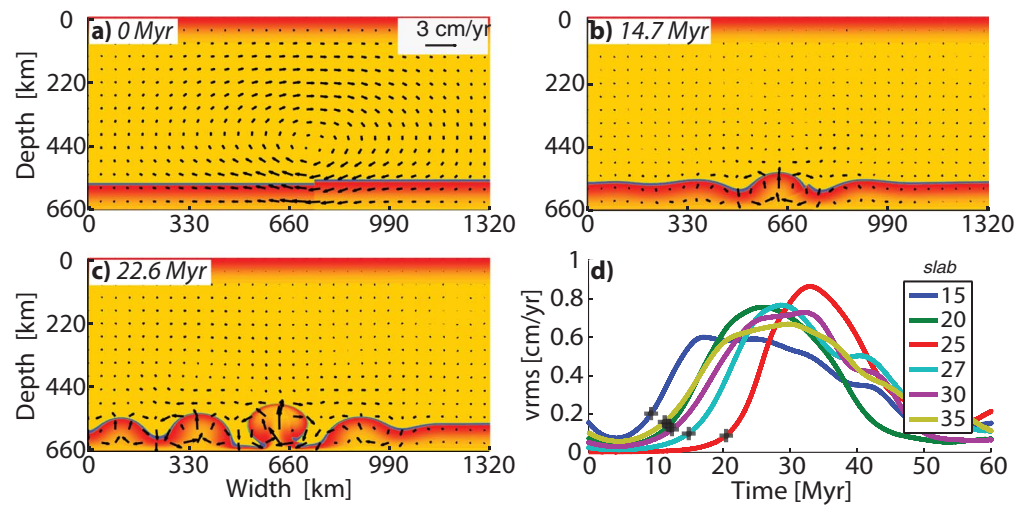 a) 0 Myr
3 cm/yr
0
220
440
660
Depth [km]
0 330 660 990 1320
b) 14.7 Myr
0
220
440
660
0 330 660 990 1320
c) 22.6 Myr
0
220
440
660
Depth [km]
0 330 660 990 1320
Width [km]
d)
1
0.8
0.6
0.4
0.2
0
vrms [cm/yr]
0 10 20 30 40 50 60
Time [Myr]
slab
15
20
25
27
30
35